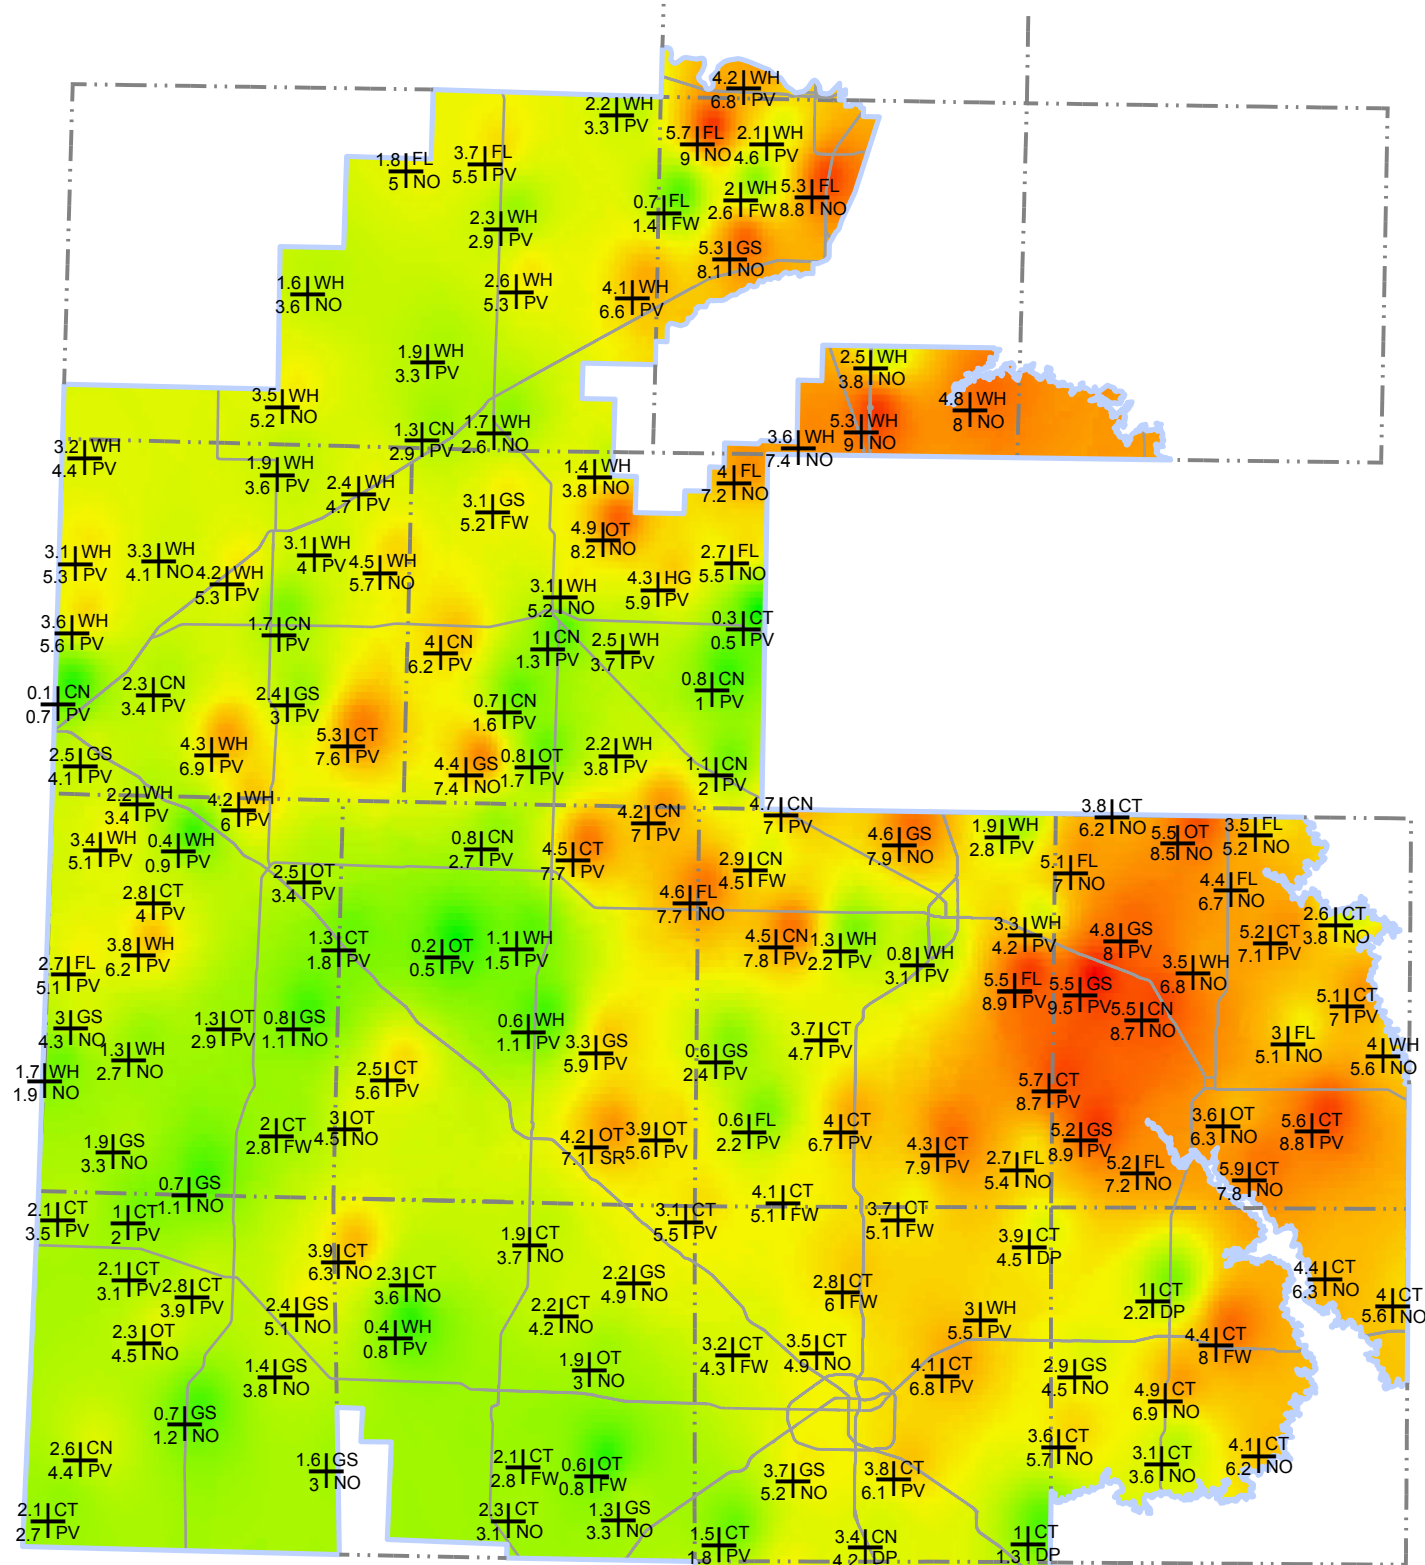 4.2 WH
6.8 PV
2.2 WH
3.3 PV
5.7 FL
9 NO
2.1 WH
4.6 PV
1.8 FL
5 NO
3.7 FL
5.5 PV
0.7 FL
1.4 FW
2 WH
2.6 FW
5.3 FL
8.8 NO
2.3 WH
2.9 PV
5.3 GS
8.1 NO
1.6 WH
3.6 NO
2.6 WH
5.3 PV
4.1 WH
6.6 PV
1.9 WH
3.3 PV
2.5 WH
3.8 NO
3.5 WH
5.2 NO
4.8 WH
8 NO
1.3 CN
2.9 PV
1.7 WH
2.6 NO
5.3 WH
9 NO
3.6 WH
7.4 NO
3.2 WH
4.4 PV
1.9 WH
3.6 PV
2.4 WH
4.7 PV
1.4 WH
3.8 NO
4 FL
7.2 NO
3.1 GS
5.2 FW
4.9 OT
8.2 NO
3.1 WH
5.3 PV
3.3 WH
4.1 NO
4.2 WH
5.3 PV
3.1 WH
4 PV
4.5 WH
5.7 NO
2.7 FL
5.5 NO
3.1 WH
5.2 NO
4.3 HG
5.9 PV
3.6 WH
5.6 PV
1.7 CN
PV
4 CN
6.2 PV
1 CN
1.3 PV
2.5 WH
3.7 PV
0.3 CT
0.5 PV
0.1 CN
0.7 PV
2.3 CN
3.4 PV
2.4 GS
3 PV
0.7 CN
1.6 PV
0.8 CN
1 PV
2.5 GS
4.1 PV
4.3 WH
6.9 PV
5.3 CT
7.6 PV
4.4 GS
7.4 NO
0.8 OT
1.7 PV
2.2 WH
3.8 PV
1.1 CN
2 PV
2.2 WH
3.4 PV
4.2 WH
6 PV
4.2 CN
7 PV
4.7 CN
7 PV
3.8 CT
6.2 NO
3.4 WH
5.1 PV
0.4 WH
0.9 PV
0.8 CN
2.7 PV
4.5 CT
7.7 PV
4.6 GS
7.9 NO
1.9 WH
2.8 PV
5.5 OT
8.5 NO
3.5 FL
5.2 NO
2.5 OT
3.4 PV
2.9 CN
4.5 FW
5.1 FL
7 NO
2.8 CT
4 PV
4.6 FL
7.7 NO
4.4 FL
6.7 NO
3.8 WH
6.2 PV
1.3 CT
1.8 PV
0.2 OT
0.5 PV
1.1 WH
1.5 PV
4.5 CN
7.8 PV
1.3 WH
2.2 PV
0.8 WH
3.1 PV
3.3 WH
4.2 PV
4.8 GS
8 PV
5.2 CT
7.1 PV
2.6 CT
3.8 NO
2.7 FL
5.1 PV
5.5 FL
8.9 PV
5.5 GS
9.5 PV
3.5 WH
6.8 NO
5.5 CN
8.7 NO
5.1 CT
7 PV
3 GS
4.3 NO
1.3 OT
2.9 PV
0.8 GS
1.1 NO
0.6 WH
1.1 PV
3.3 GS
5.9 PV
0.6 GS
2.4 PV
3.7 CT
4.7 PV
3 FL
5.1 NO
4 WH
5.6 NO
1.3 WH
2.7 NO
1.7 WH
1.9 NO
2.5 CT
5.6 PV
5.7 CT
8.7 PV
1.9 GS
3.3 NO
2 CT
2.8 FW
3 OT
4.5 NO
4.2 OT
7.1 SR
3.9 OT
5.6 PV
0.6 FL
2.2 PV
4 CT
6.7 PV
4.3 CT
7.9 PV
5.2 GS
8.9 PV
3.6 OT
6.3 NO
5.6 CT
8.8 PV
2.7 FL
5.4 NO
5.2 FL
7.2 NO
5.9 CT
7.8 NO
0.7 GS
1.1 NO
4.1 CT
5.1 FW
2.1 CT
3.5 PV
1 CT
2 PV
3.1 CT
5.5 PV
3.7 OT
5.1 FW
3.9 CT
6.3 NO
1.9 CT
3.7 NO
3.9 CT
4.5 DP
2.1 CT
3.1 PV
2.8 CT
3.9 PV
2.3 CT
3.6 NO
2.2 GS
4.9 NO
2.8 CT
6 FW
1 CT
2.2 DP
4.4 CT
6.3 NO
4 CT
5.6 NO
2.4 GS
5.1 NO
2.2 CT
4.2 NO
3 WH
5.5 PV
2.3 OT
4.5 NO
0.4 WH
0.8 PV
3.2 CT
4.3 FW
3.5 CT
4.9 NO
4.4 CT
8 FW
1.4 GS
3.8 NO
1.9 OT
3 NO
4.1 CT
6.8 PV
2.9 GS
4.5 NO
4.9 CT
6.9 NO
0.7 GS
1.2 NO
2.6 CN
4.4 PV
1.6 GS
3 NO
2.1 CT
2.8 FW
0.6 OT
0.8 FW
3.7 GS
5.2 NO
3.8 CT
6.1 PV
3.6 CT
5.7 NO
3.1 CT
3.6 NO
4.1 CT
6.2 NO
2.1 CT
2.7 PV
2.3 CT
3.1 NO
1.3 GS
3.3 NO
1.5 CT
1.8 PV
3.4 CN
4.2 DP
1 CT
1.3 DP